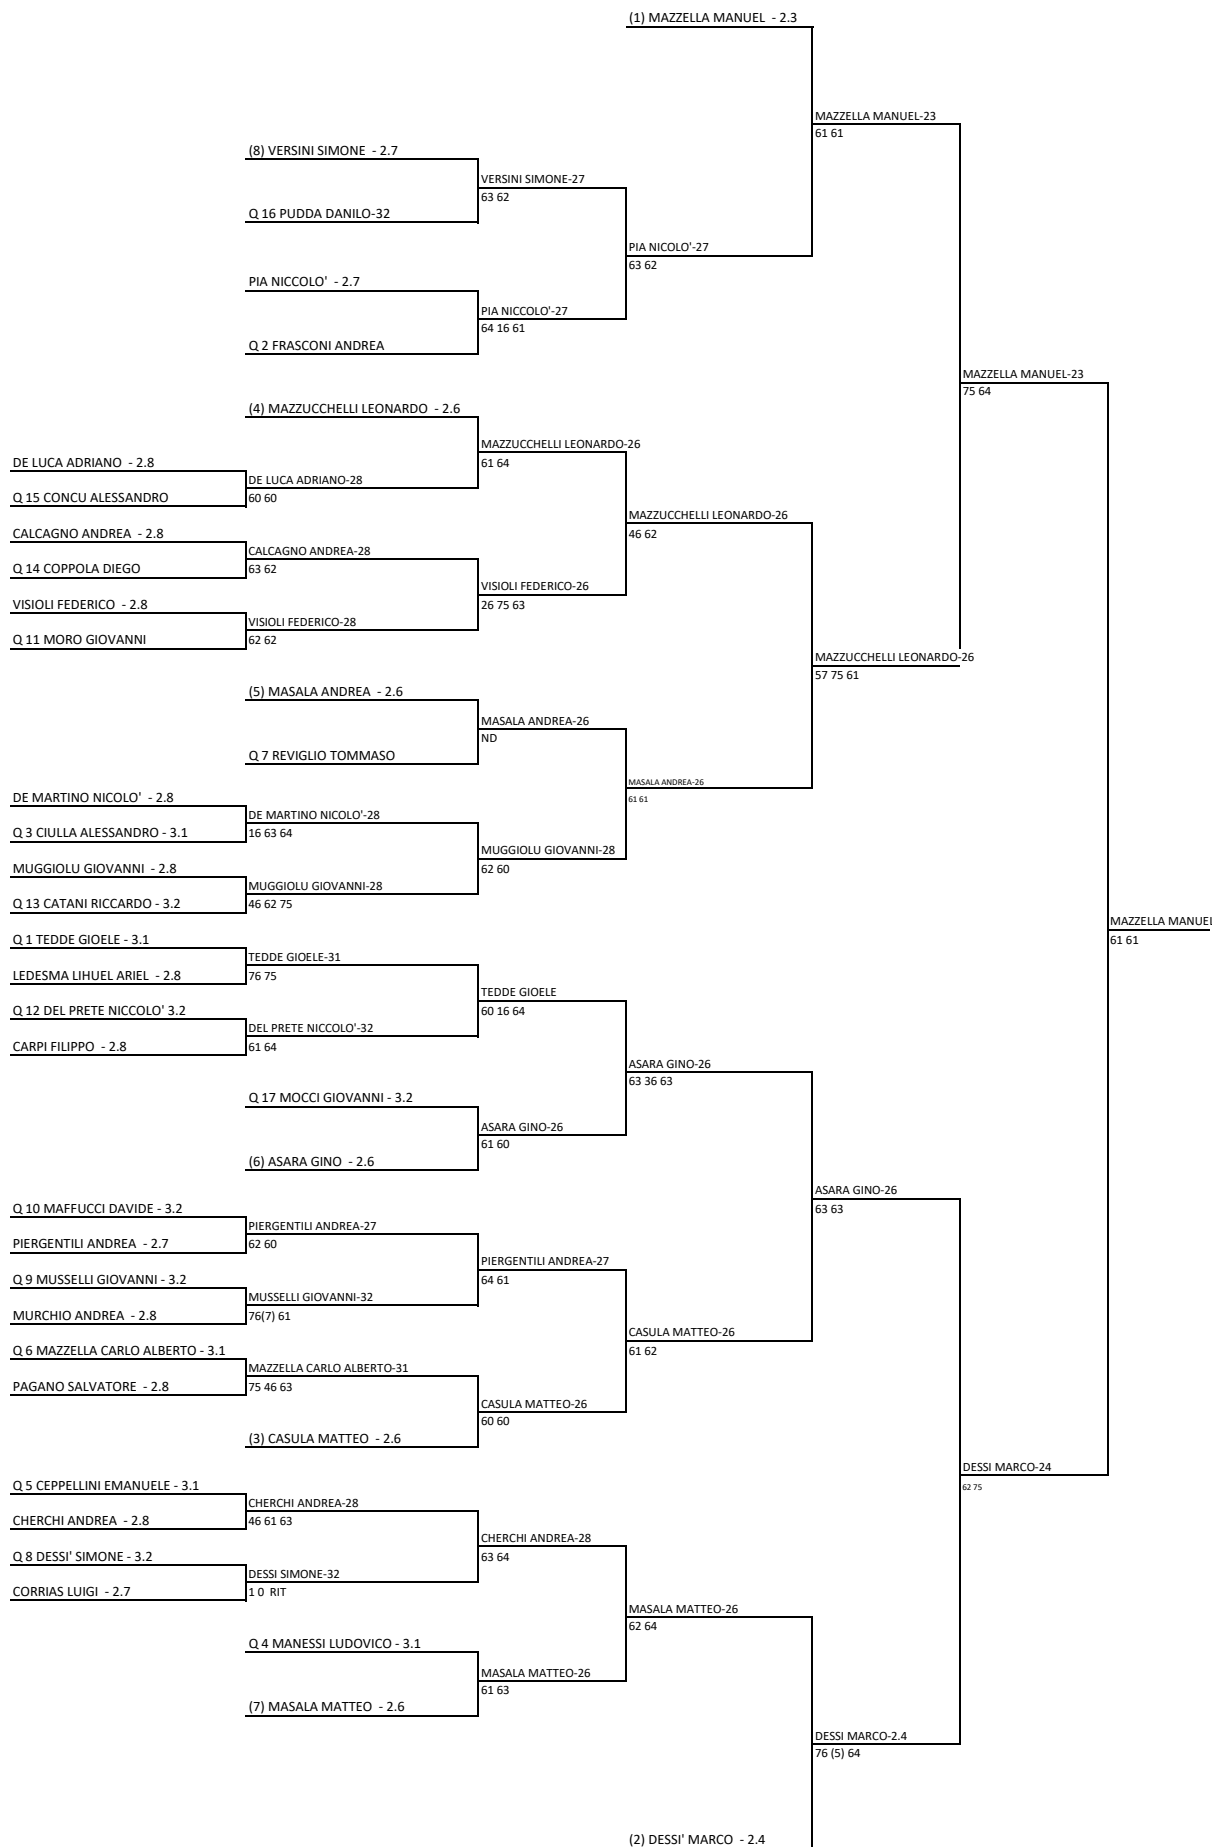 (1) MAZZELLA MANUEL - 2.3
MAZZELLA MANUEL-23
61 61
(8) VERSINI SIMONE - 2.7
VERSINI SIMONE-27
63 62
Q 16 PUDDA DANILO-32
PIA NICOLO'-27
63 62
PIA NICCOLO' - 2.7
PIA NICCOLO'-27
64 16 61
Q 2 FRASCONI ANDREA
MAZZELLA MANUEL-23
75 64
(4) MAZZUCCHELLI LEONARDO - 2.6
MAZZUCCHELLI LEONARDO-26
61 64
DE LUCA ADRIANO - 2.8
DE LUCA ADRIANO-28
60 60
Q 15 CONCU ALESSANDRO
MAZZUCCHELLI LEONARDO-26
46 62
CALCAGNO ANDREA - 2.8
CALCAGNO ANDREA-28
63 62
Q 14 COPPOLA DIEGO
VISIOLI FEDERICO-26
26 75 63
VISIOLI FEDERICO - 2.8
VISIOLI FEDERICO-28
62 62
Q 11 MORO GIOVANNI
MAZZUCCHELLI LEONARDO-26
57 75 61
(5) MASALA ANDREA - 2.6
MASALA ANDREA-26
ND
Q 7 REVIGLIO TOMMASO
MASALA ANDREA-26
61 61
DE MARTINO NICOLO' - 2.8
DE MARTINO NICOLO'-28
16 63 64
Q 3 CIULLA ALESSANDRO - 3.1
MUGGIOLU GIOVANNI-28
62 60
MUGGIOLU GIOVANNI - 2.8
MUGGIOLU GIOVANNI-28
46 62 75
Q 13 CATANI RICCARDO - 3.2
MAZZELLA MANUEL
61 61
Q 1 TEDDE GIOELE - 3.1
TEDDE GIOELE-31
76 75
LEDESMA LIHUEL ARIEL - 2.8
TEDDE GIOELE
60 16 64
Q 12 DEL PRETE NICCOLO' 3.2
DEL PRETE NICCOLO'-32
61 64
CARPI FILIPPO - 2.8
ASARA GINO-26
63 36 63
Q 17 MOCCI GIOVANNI - 3.2
ASARA GINO-26
61 60
(6) ASARA GINO - 2.6
ASARA GINO-26
63 63
Q 10 MAFFUCCI DAVIDE - 3.2
PIERGENTILI ANDREA-27
62 60
PIERGENTILI ANDREA - 2.7
PIERGENTILI ANDREA-27
64 61
Q 9 MUSSELLI GIOVANNI - 3.2
MUSSELLI GIOVANNI-32
76(7) 61
MURCHIO ANDREA - 2.8
CASULA MATTEO-26
61 62
Q 6 MAZZELLA CARLO ALBERTO - 3.1
MAZZELLA CARLO ALBERTO-31
75 46 63
PAGANO SALVATORE - 2.8
CASULA MATTEO-26
60 60
(3) CASULA MATTEO - 2.6
DESSI MARCO-24
62 75
Q 5 CEPPELLINI EMANUELE - 3.1
CHERCHI ANDREA-28
46 61 63
CHERCHI ANDREA - 2.8
CHERCHI ANDREA-28
63 64
Q 8 DESSI' SIMONE - 3.2
DESSI SIMONE-32
1 0 RIT
CORRIAS LUIGI - 2.7
MASALA MATTEO-26
62 64
Q 4 MANESSI LUDOVICO - 3.1
MASALA MATTEO-26
61 63
(7) MASALA MATTEO - 2.6
DESSI MARCO-2.4
76 (5) 64
(2) DESSI' MARCO - 2.4